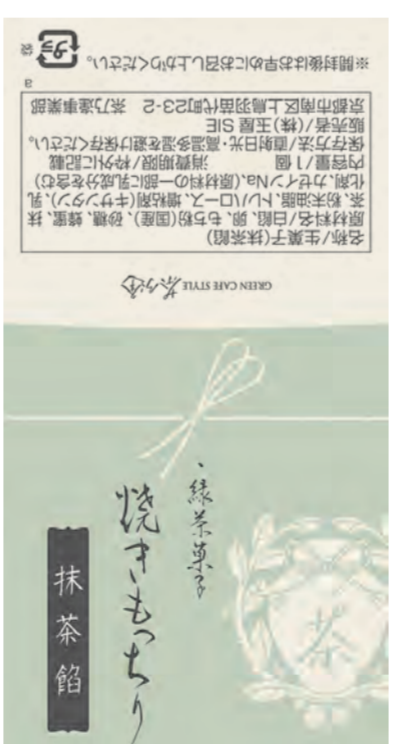 GREEN CAFE STYLE 茶乃逢
名称/生菓子(抹茶餡)
原材料名/白餡、卵、もち粉(国産)、砂糖、蜂蜜、抹
茶、粉末油脂、トレハロース、増粘剤(キサンタン)、乳
化剤、カゼインNa、(原材料の一部に乳成分を含む)
内容量/1個 消費期限/枠外に記載
保存方法/直射日光・高温多湿を避け保存ください。
販売者/(株)玉屋 SIE
京都市南区上鳥羽苗代町23-2 茶乃逢事業部
a
※開封後はお早めにお召し上がりください。
プラ
袋
緑茶菓子
焼きもっちり
抹茶餡
茶